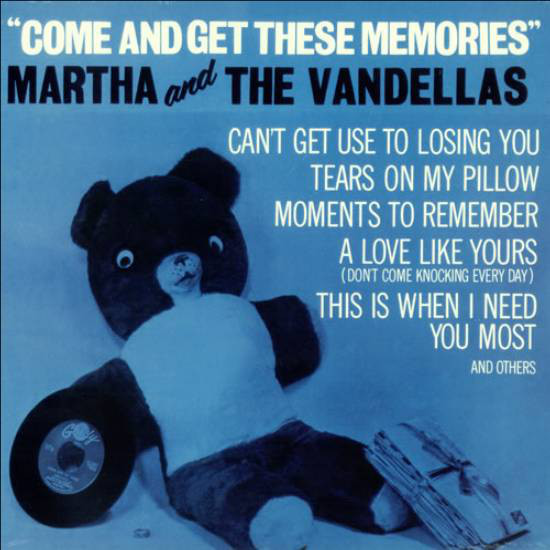 "COME AND GET THESE MEMORIES"
MARTHA and THE VANDELLAS
CAN'T GET USE TO LOSING YOU
TEARS ON MY PILLOW
MOMENTS TO REMEMBER
A LOVE LIKE YOURS
(DON'T COME KNOCKING EVERY DAY)
THIS IS WHEN I NEED
YOU MOST
AND OTHERS